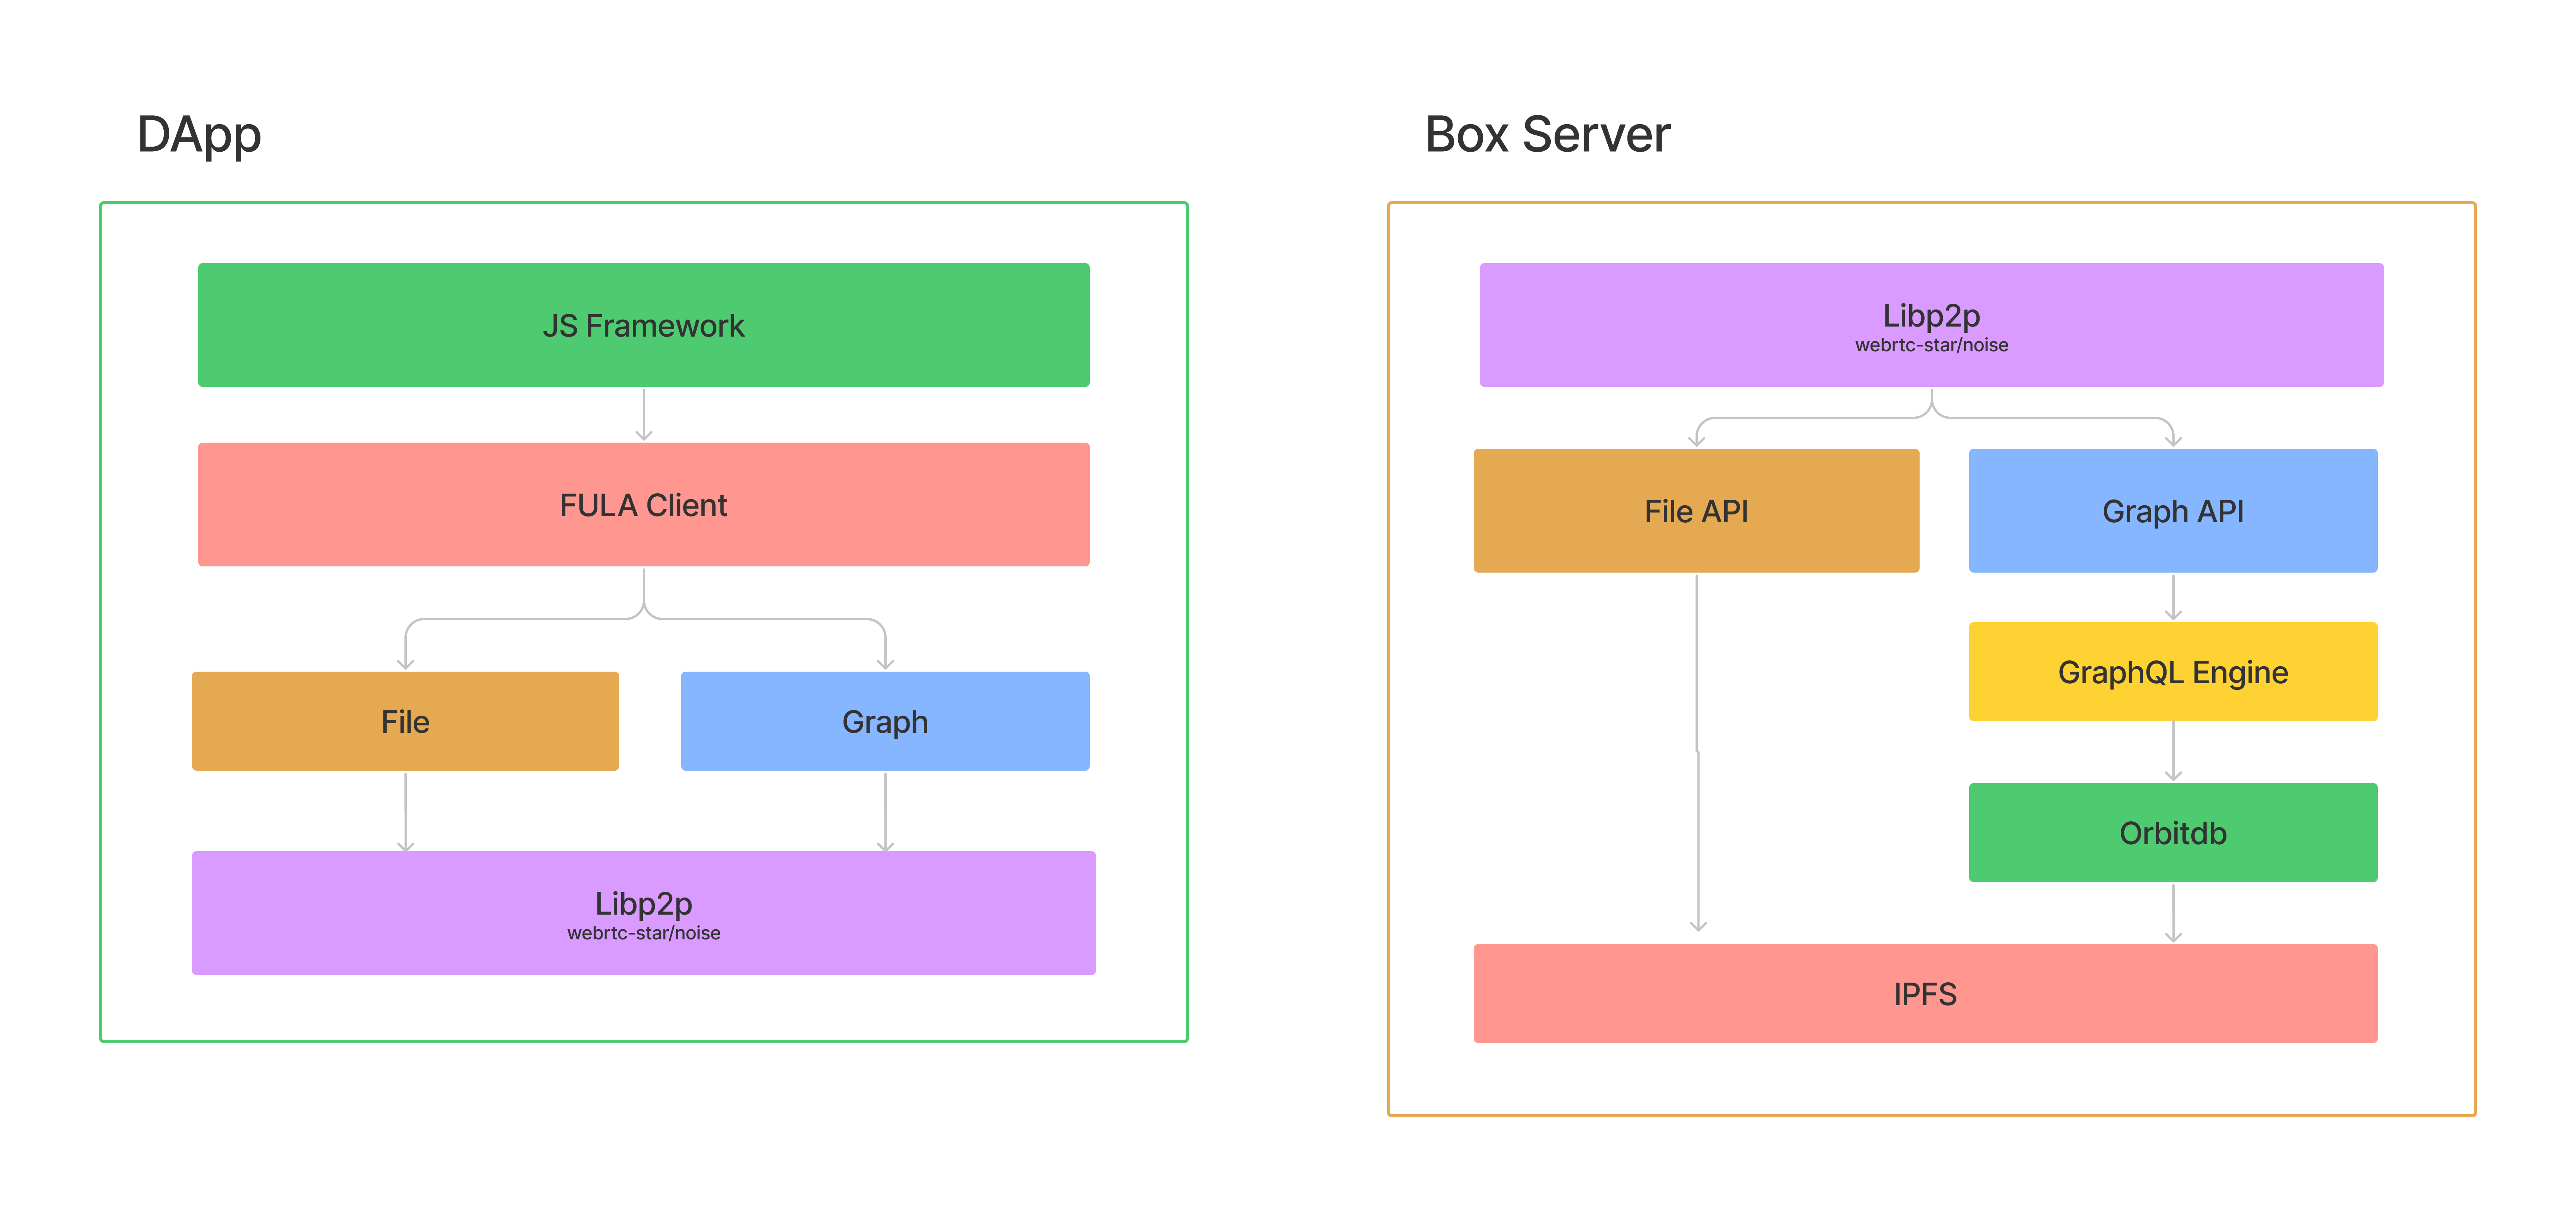 DApp
JS Framework
FULA Client
File
Graph
Libp2p
webrtc-star/noise
Box Server
Libp2p
webrtc-star/noise
File API
Graph API
GraphQL Engine
Orbitdb
IPFS